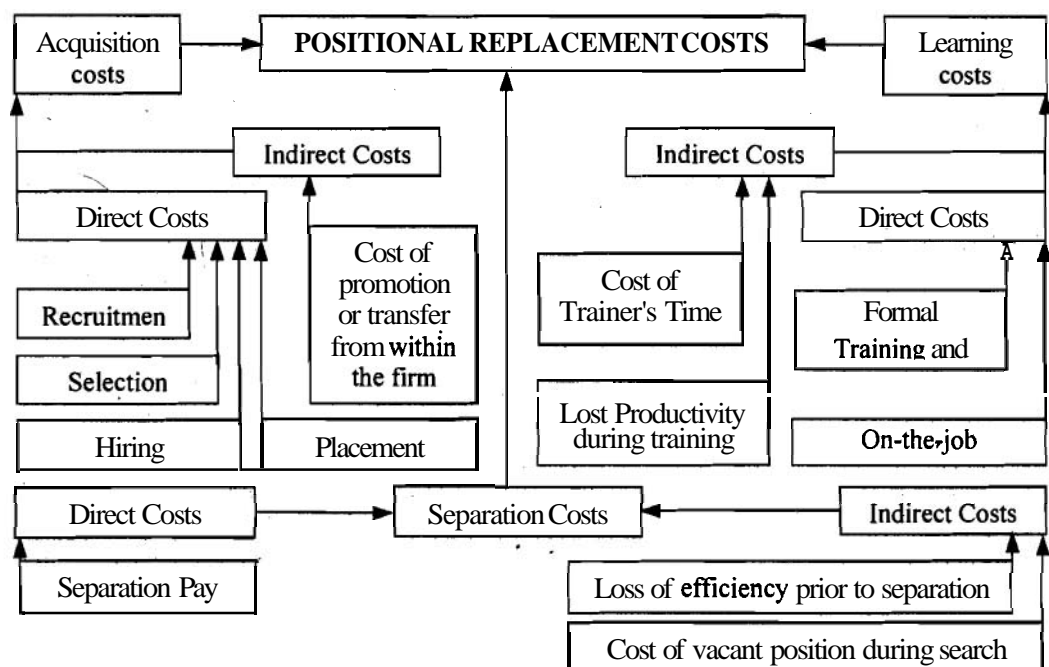 Acquisition
costs
POSITIONAL REPLACEMENT COSTS
Learning
costs
Indirect Costs
Indirect Costs
Direct Costs
Direct Costs
Cost of
promotion
or transfer
from within
the firm
Cost of
Trainer's Time
Recruitmen
Formal
Training and
Selection
Lost Productivity
during training
Hiring
Placement
On-the-job
Direct Costs
Separation Costs
Indirect Costs
Separation Pay
Loss of efficiency prior to separation
Cost of vacant position during search